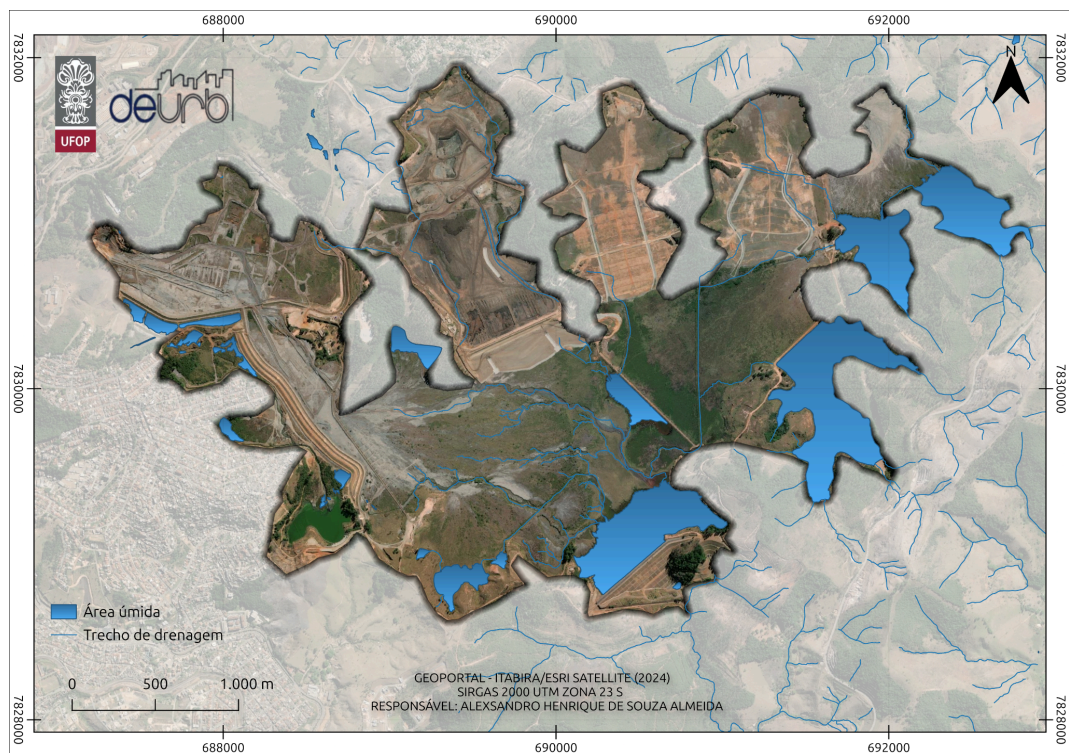 688000 690000 692000
7832000 7832000
UFOP
deurb
N
7830000 7830000
Área úmida
Trecho de drenagem
0 500 1.000 m
GEOPORTAL - ITABIRA/ESRI SATELLITE (2024)
SIRGAS 2000 UTM ZONA 23 S
RESPONSÁVEL: ALEXSANDRO HENRIQUE DE SOUZA ALMEIDA
7828000 7828000
688000 690000 692000